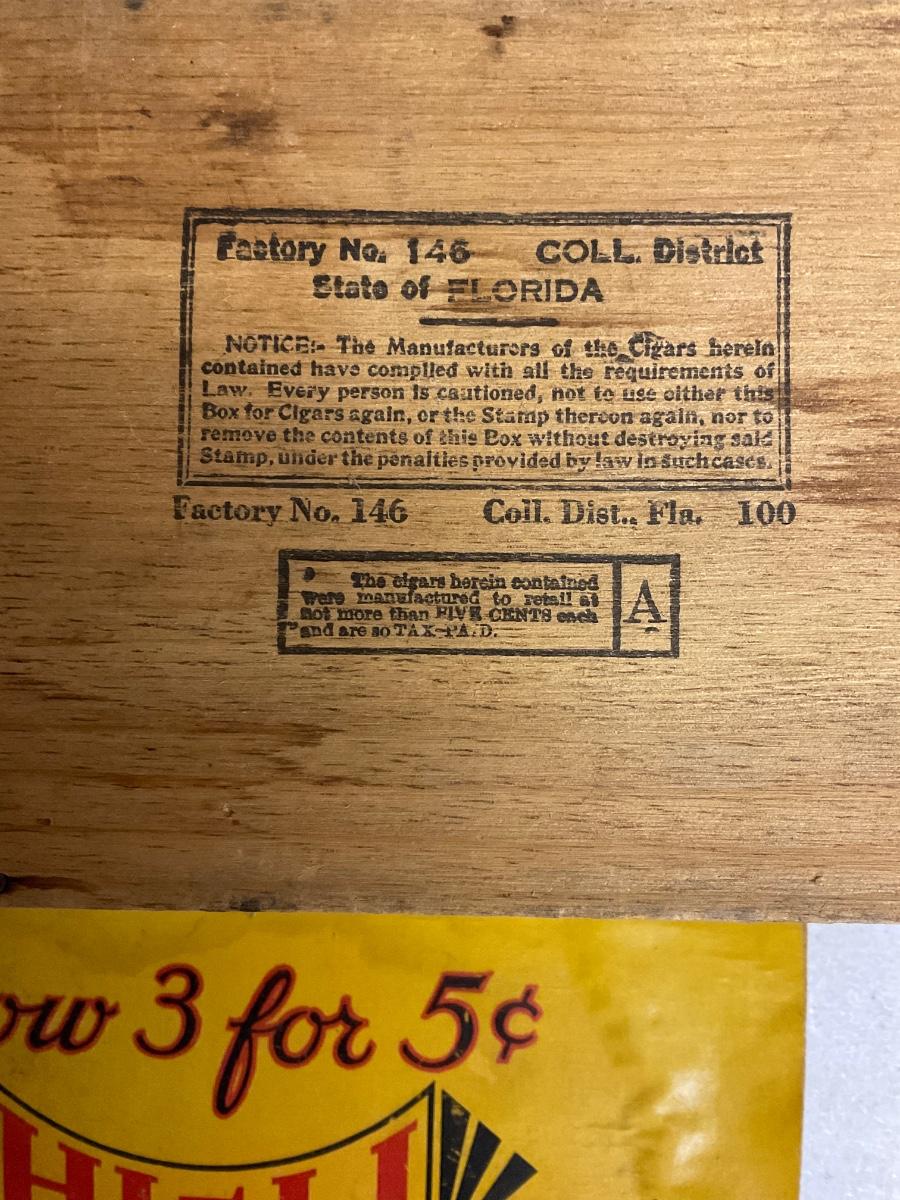 Factory No. 146 COLL. District
State of FLORIDA
NOTICE:- The Manufacturers of the Cigars herein
contained have complied with all the requirements of
Law. Every person is cautioned, not to use either this
Box for Cigars again, or the Stamp thereon again, nor to
remove the contents of this Box without destroying said
Stamp, under the penalties provided by law in such cases.
Factory No. 146 Coll. Dist., Fla. 100
The cigars herein contained
were manufactured to retail at
not more than FIVE CENTS each
and are so TAX-PAID.
A
ow 3 for 5¢